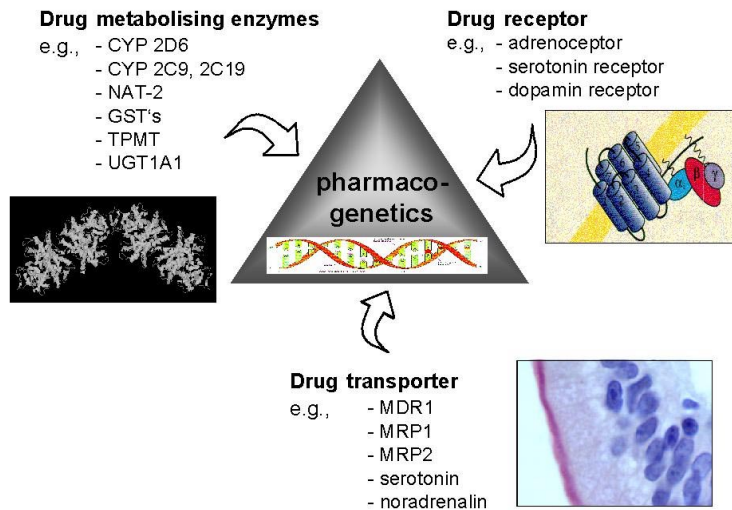 Drug metabolising enzymes
e.g., - CYP 2D6
- CYP 2C9, 2C19
- NAT-2
- GST's
- TPMT
- UGT1A1
Drug receptor
e.g., - adrenoceptor
- serotonin receptor
- dopamin receptor
α
β
γ
pharmaco-
genetics
Drug transporter
e.g., - MDR1
- MRP1
- MRP2
- serotonin
- noradrenalin